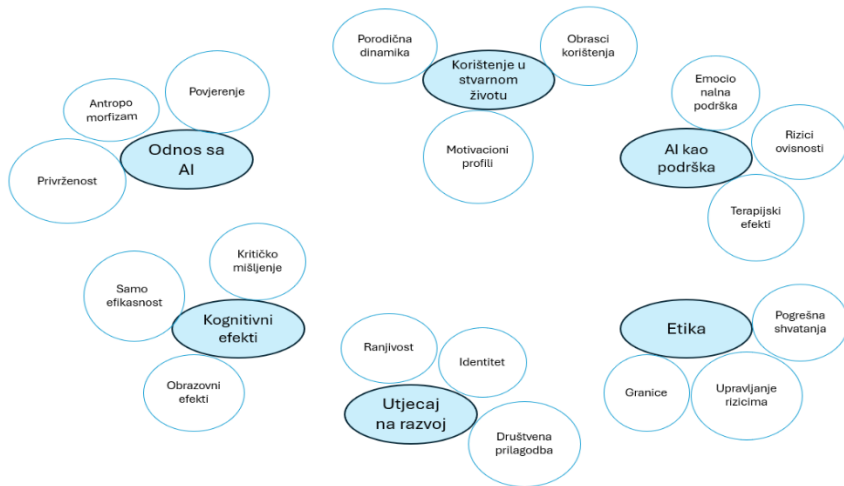 Porodična
dinamika
Korištenje u
stvarnom
životu
Obrasci
korištenja
Motivacioni
profili
Antropo
morfizam
Povjerenje
Odnos sa
AI
Privrženost
Emocio
nalna
podrška
AI kao
podrška
Rizici
ovisnosti
Terapijski
efekti
Samo
efikasnost
Kritičko
mišljenje
Kognitivni
efekti
Obrazovni
efekti
Ranjivost
Identitet
Utjecaj
na razvoj
Društvena
prilagodba
Etika
Pogrešna
shvatanja
Granice
Upravljanje
rizicima